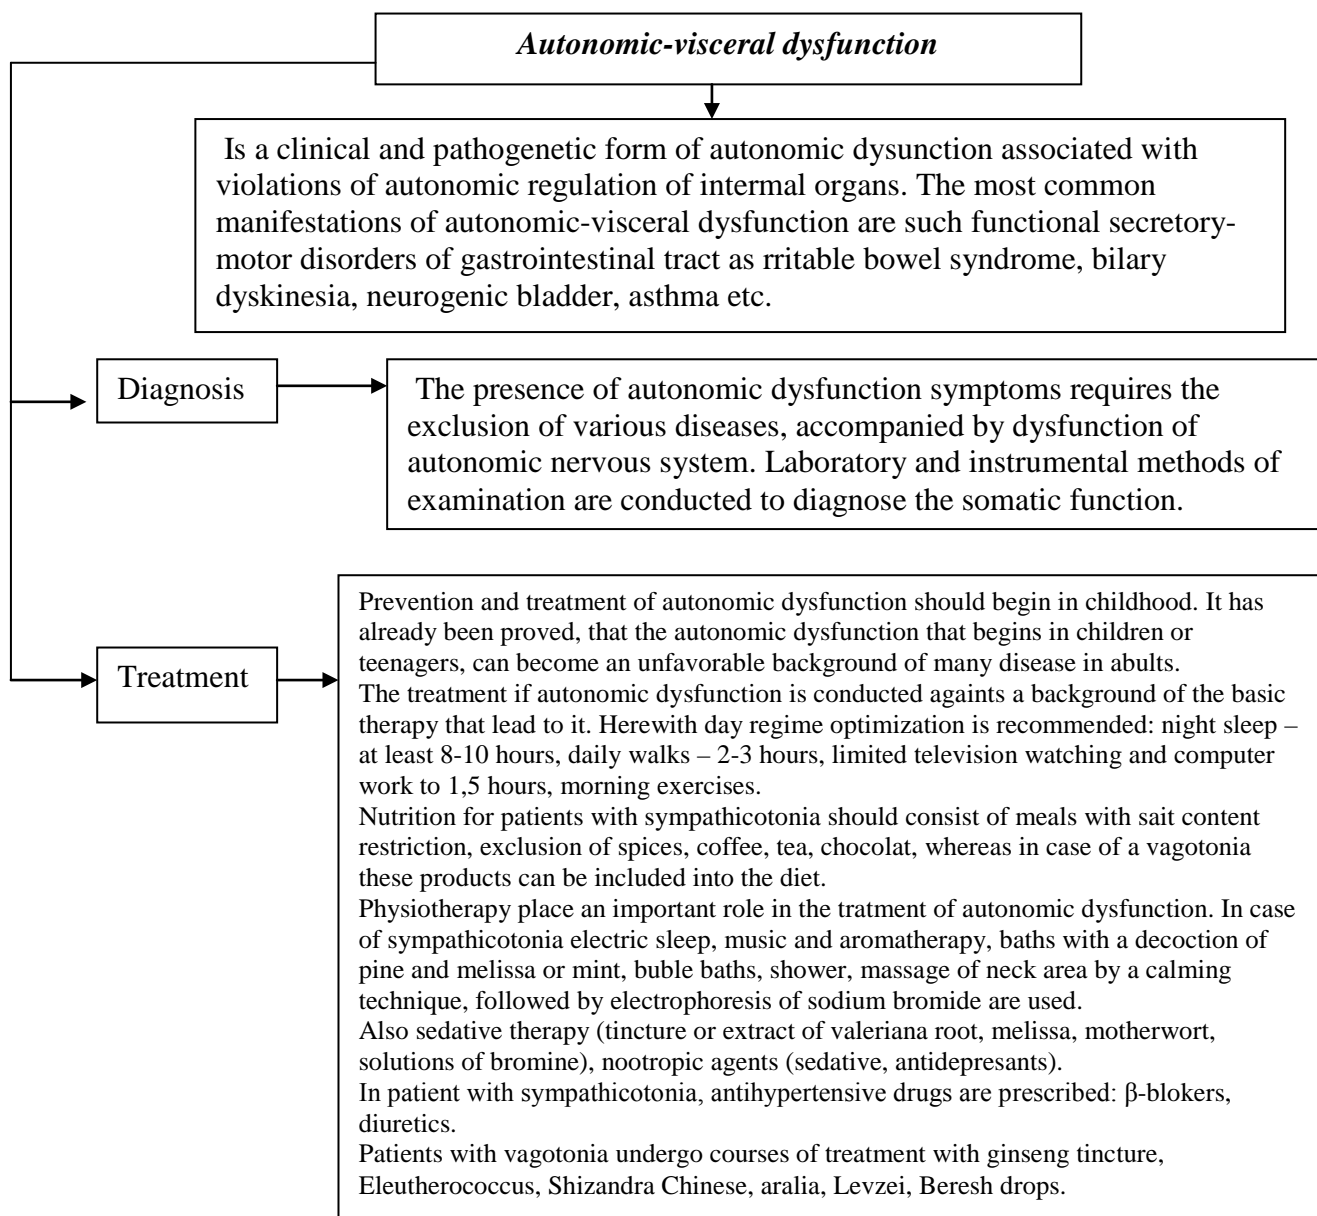 Autonomic-visceral dysfunction
Is a clinical and pathogenetic form of autonomic dysunction associated with
violations of autonomic regulation of intermal organs. The most common
manifestations of autonomic-visceral dysfunction are such functional secretory-
motor disorders of gastrointestinal tract as rritable bowel syndrome, bilary
dyskinesia, neurogenic bladder, asthma etc.
Diagnosis
The presence of autonomic dysfunction symptoms requires the
exclusion of various diseases, accompanied by dysfunction of
autonomic nervous system. Laboratory and instrumental methods of
examination are conducted to diagnose the somatic function.
Treatment
Prevention and treatment of autonomic dysfunction should begin in childhood. It has
already been proved, that the autonomic dysfunction that begins in children or
teenagers, can become an unfavorable background of many disease in abults.
The treatment if autonomic dysfunction is conducted againts a background of the basic
therapy that lead to it. Herewith day regime optimization is recommended: night sleep –
at least 8-10 hours, daily walks – 2-3 hours, limited television watching and computer
work to 1,5 hours, morning exercises.
Nutrition for patients with sympathicotonia should consist of meals with sait content
restriction, exclusion of spices, coffee, tea, chocolat, whereas in case of a vagotonia
these products can be included into the diet.
Physiotherapy place an important role in the tratment of autonomic dysfunction. In case
of sympathicotonia electric sleep, music and aromatherapy, baths with a decoction of
pine and melissa or mint, buble baths, shower, massage of neck area by a calming
technique, followed by electrophoresis of sodium bromide are used.
Also sedative therapy (tincture or extract of valeriana root, melissa, motherwort,
solutions of bromine), nootropic agents (sedative, antidepresants).
In patient with sympathicotonia, antihypertensive drugs are prescribed: β-blokers,
diuretics.
Patients with vagotonia undergo courses of treatment with ginseng tincture,
Eleutherococcus, Shizandra Chinese, aralia, Levzei, Beresh drops.